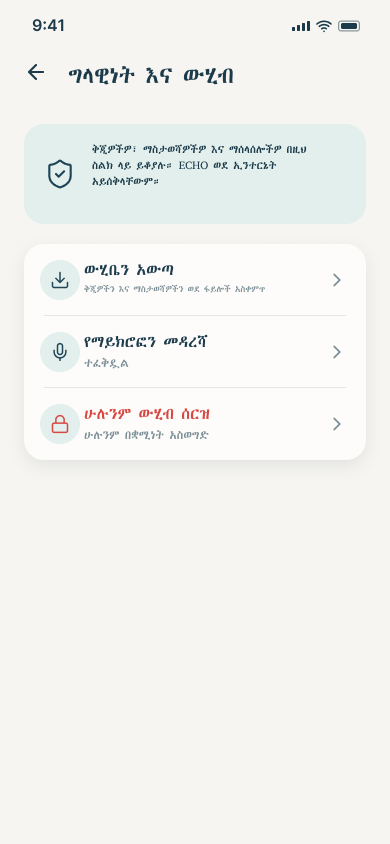 9:41
ግላዊነት እና ውሂብ
ቅጂዎችዎ፣ ማስታወሻዎችዎ እና ማሰላሰሎችዎ በዚህ
ስልክ ላይ ይቆያሉ። ECHO ወደ ኢንተርኔት
አይሰቅላቸውም።
ውሂቤን አውጣ
ቅጂዎችን እና ማስታወሻዎችን ወደ ፋይሎች አስቀምጥ
የማይክሮፎን መዳረሻ
ተፈቅዷል
ሁሉንም ውሂብ ሰርዝ
ሁሉንም በቋሚነት አስወግድ